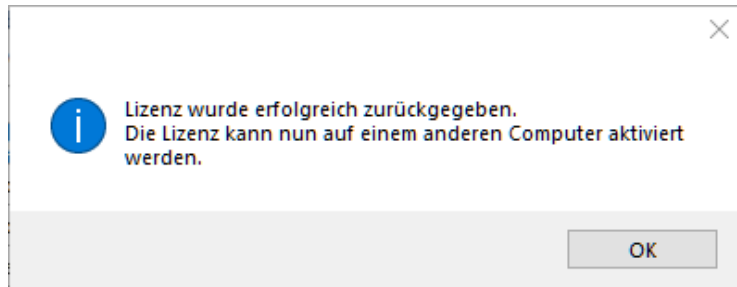 Lizenz wurde erfolgreich zurückgegeben.
Die Lizenz kann nun auf einem anderen Computer aktiviert
werden.
OK